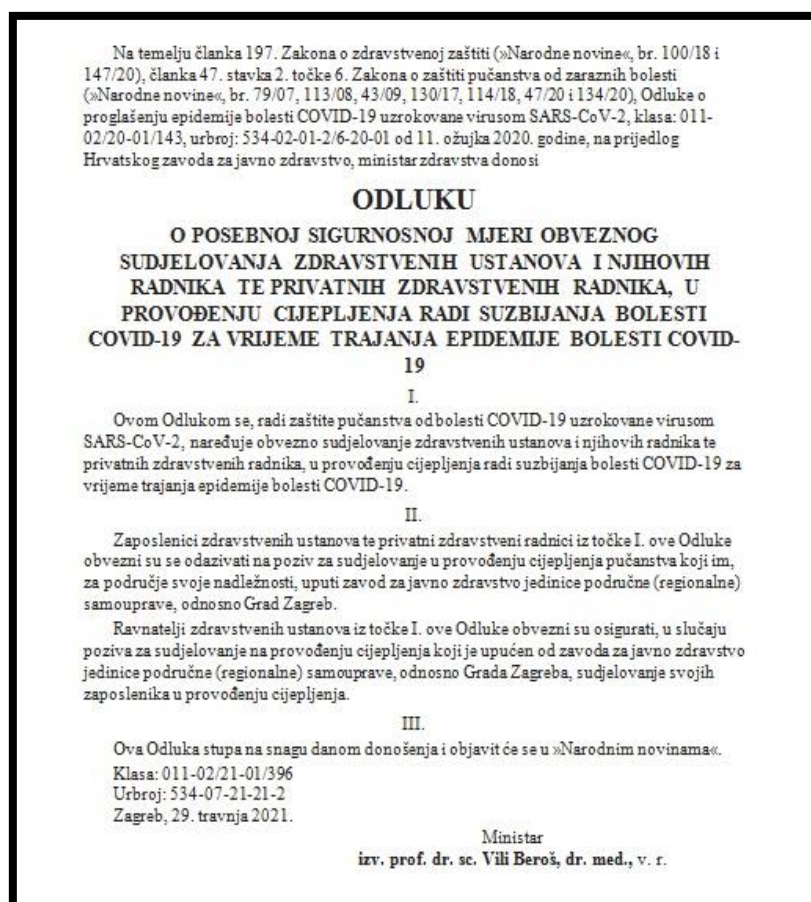 Na temelju članka 197. Zakona o zdravstvenoj zaštiti (»Narodne novine«, br. 100/18 i
147/20), članka 47. stavka 2. točke 6. Zakona o zaštiti pučanstva od zaraznih bolesti
(»Narodne novine«, br. 79/07, 113/08, 43/09, 130/17, 114/18, 47/20 i 134/20), Odluke o
proglašenju epidemije bolesti COVID-19 uzrokovane virusom SARS-CoV-2, klasa: 011-
02/20-01/143, urbroj: 534-02-01-2/6-20-01 od 11. ožujka 2020. godine, na prijedlog
Hrvatskog zavoda za javno zdravstvo, ministar zdravstva donosi
ODLUKU
O POSEBNOJ SIGURNOSNOJ MJERI OBVEZNOG
SUDJELOVANJA ZDRAVSTVENIH USTANOVA I NJIHOVIH
RADNIKA TE PRIVATNIH ZDRAVSTVENIH RADNIKA, U
PROVOĐENJU CIJEPLJENJA RADI SUZBIJANJA BOLESTI
COVID-19 ZA VRIJEME TRAJANJA EPIDEMIJE BOLESTI COVID-
19
I.
Ovom Odlukom se, radi zaštite pučanstva od bolesti COVID-19 uzrokovane virusom
SARS-CoV-2, naređuje obvezno sudjelovanje zdravstvenih ustanova i njihovih radnika te
privatnih zdravstvenih radnika, u provođenju cijepljenja radi suzbijanja bolesti COVID-19 za
vrijeme trajanja epidemije bolesti COVID-19.
II.
Zaposlenici zdravstvenih ustanova te privatni zdravstveni radnici iz točke I. ove Odluke
obvezni su se odazivati na poziv za sudjelovanje u provođenju cijepljenja pučanstva koji im,
za područje svoje nadležnosti, uputi zavod za javno zdravstvo jedinice područne (regionalne)
samouprave, odnosno Grad Zagreb.
Ravnatelji zdravstvenih ustanova iz točke I. ove Odluke obvezni su osigurati, u slučaju
poziva za sudjelovanje na provođenju cijepljenja koji je upućen od zavoda za javno zdravstvo
jedinice područne (regionalne) samouprave, odnosno Grada Zagreba, sudjelovanje svojih
zaposlenika u provođenju cijepljenja.
III.
Ova Odluka stupa na snagu danom donošenja i objavit će se u »Narodnim novinama«.
Klasa: 011-02/21-01/396
Urbroj: 534-07-21-21-2
Zagreb, 29. travnja 2021.
Ministar
izv. prof. dr. sc. Vili Beroš, dr. med., v. r.